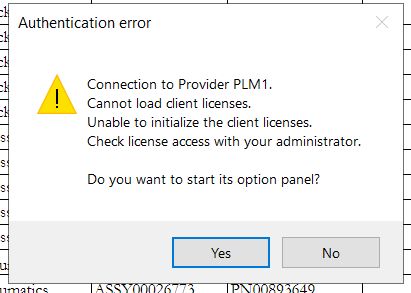 Authentication error
Connection to Provider PLM1.
Cannot load client licenses.
Unable to initialize the client licenses.
Check license access with your administrator.
Do you want to start its option panel?
Yes
No
umatics ASSY00026773 PN00893649